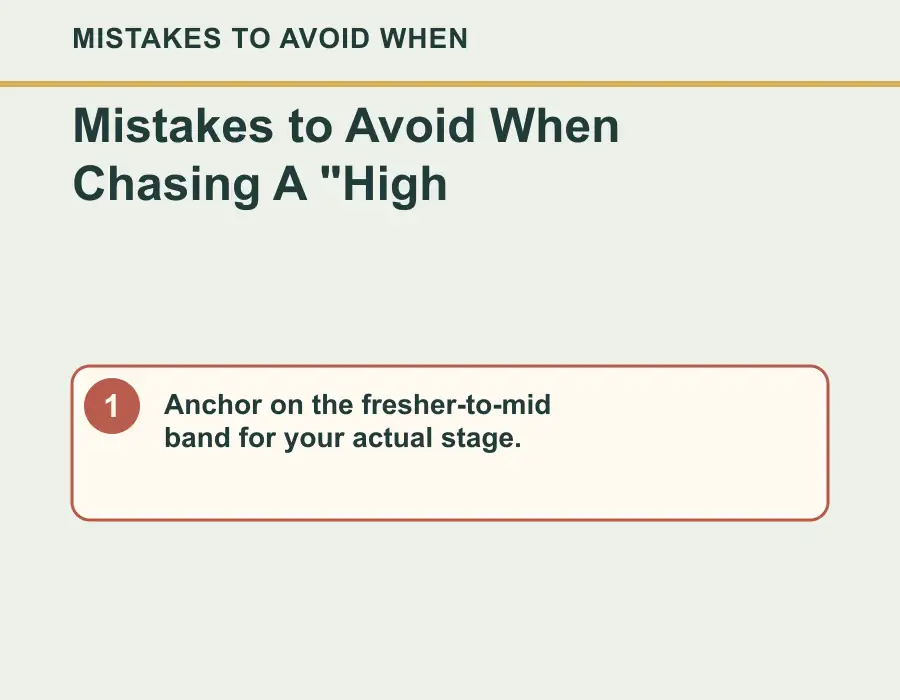 MISTAKES TO AVOID WHEN
Mistakes to Avoid When
Chasing A "High
1
Anchor on the fresher-to-mid
band for your actual stage.